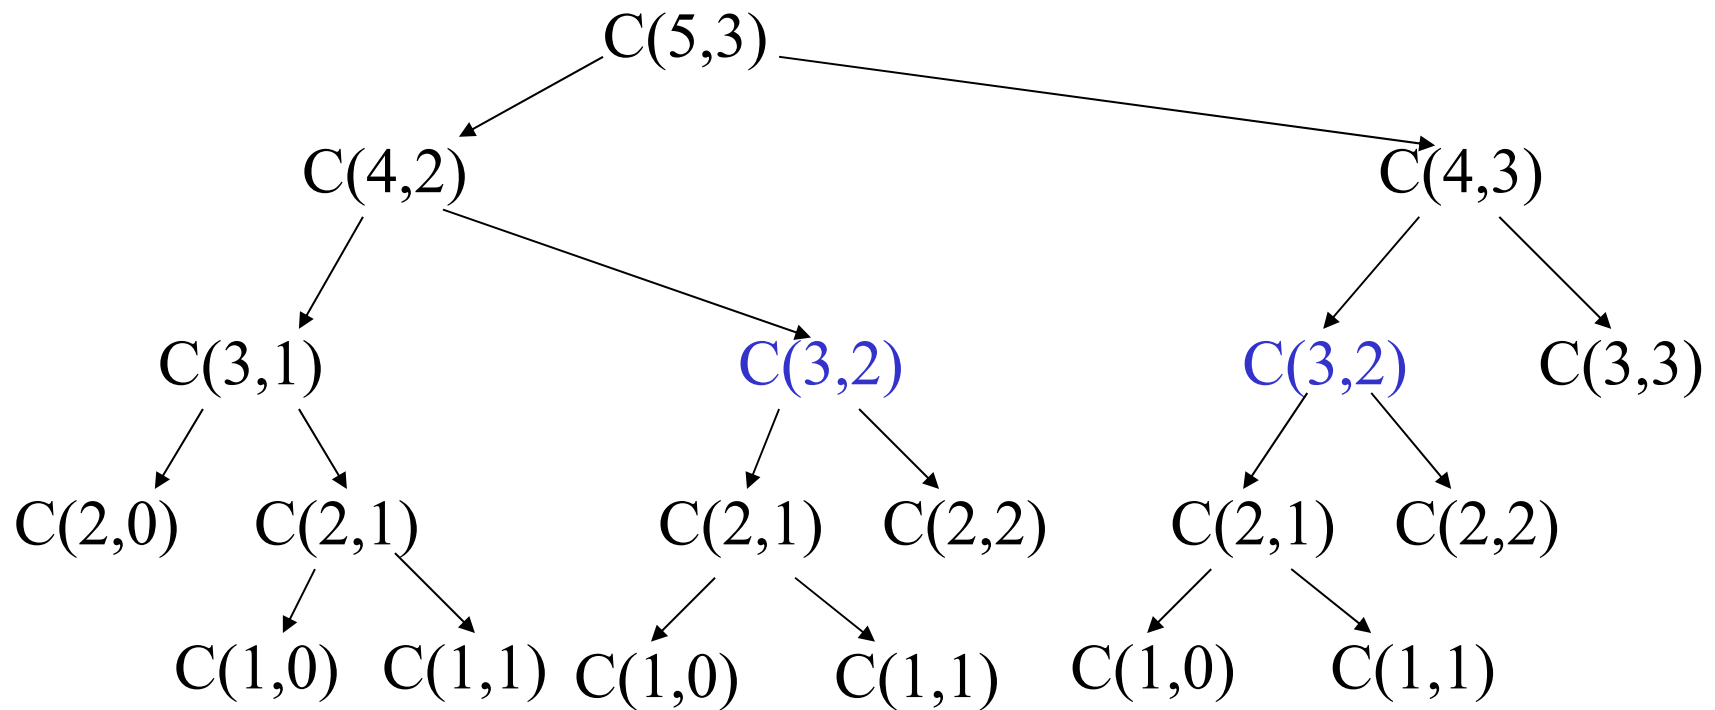 C(5,3)
C(4,2) C(4,3)
C(3,1) C(3,2) C(3,2) C(3,3)
C(2,0) C(2,1) C(2,1) C(2,2) C(2,1) C(2,2)
C(1,0) C(1,1) C(1,0) C(1,1) C(1,0) C(1,1)